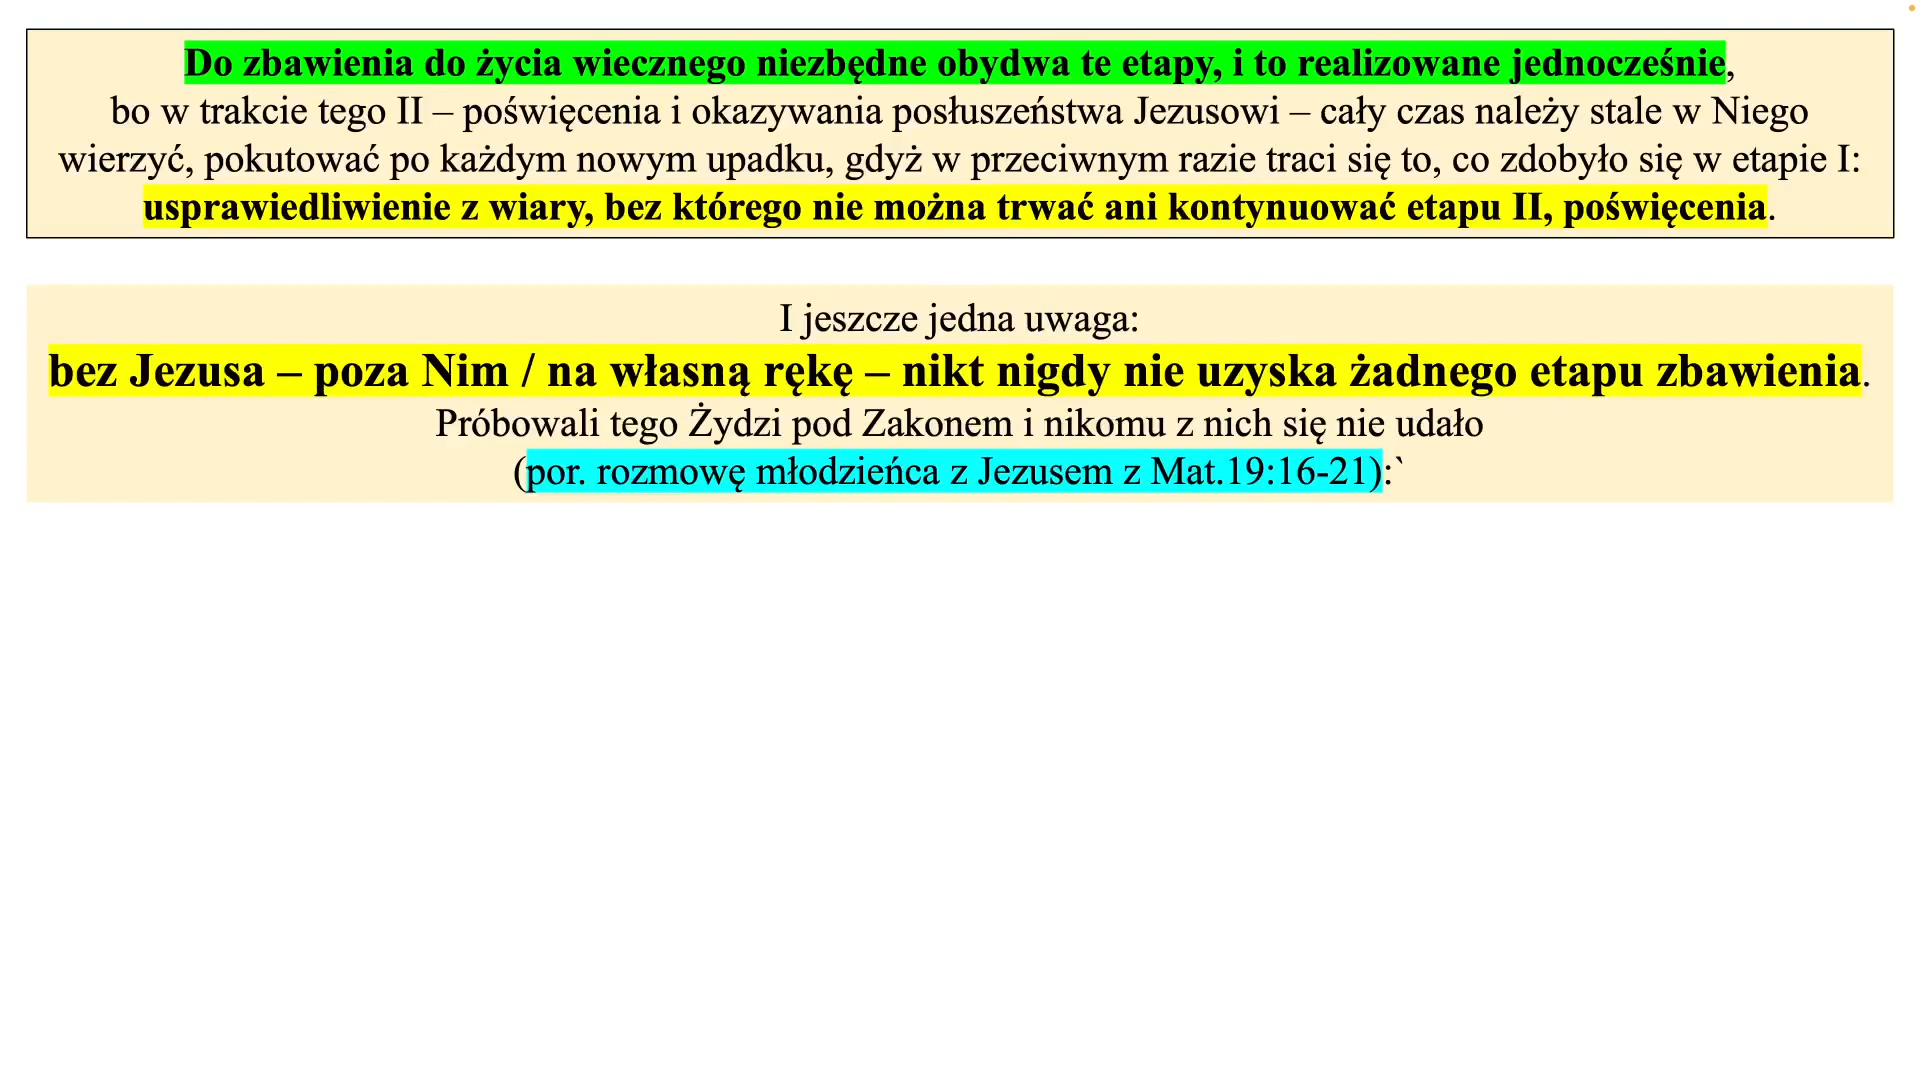 Do zbawienia do życia wiecznego niezbędne obydwa te etapy, i to realizowane jednocześnie,
bo w trakcie tego II – poświęcenia i okazywania posłuszeństwa Jezusowi – cały czas należy stale w Niego
wierzyć, pokutować po każdym nowym upadku, gdyż w przeciwnym razie traci się to, co zdobyło się w etapie I:
usprawiedliwienie z wiary, bez którego nie można trwać ani kontynuować etapu II, poświęcenia.
I jeszcze jedna uwaga:
bez Jezusa – poza Nim / na własną rękę – nikt nigdy nie uzyska żadnego etapu zbawienia.
Próbowali tego Żydzi pod Zakonem i nikomu z nich się nie udało
(por. rozmowę młodzieńca z Jezusem z Mat.19:16-21):`